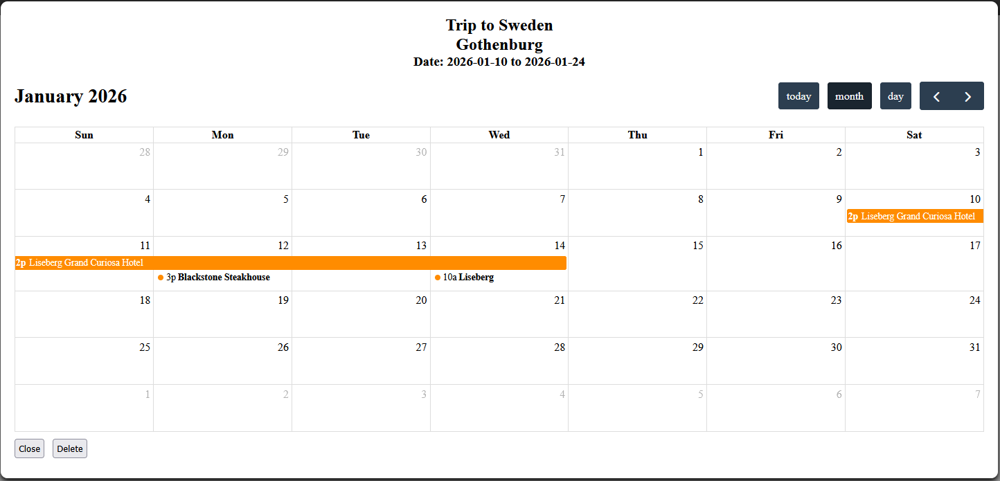 Trip to Sweden
Gothenburg
Date: 2026-01-10 to 2026-01-24
January 2026
today month day
Sun Mon Tue Wed Thu Fri Sat
28 29 30 31 1 2 3
4 5 6 7 8 9 10
2p Liseberg Grand Curiosa Hotel
11 12 13 14 15 16 17
2p Liseberg Grand Curiosa Hotel
3p Blackstone Steakhouse 10a Liseberg
18 19 20 21 22 23 24
25 26 27 28 29 30 31
1 2 3 4 5 6 7
Close Delete